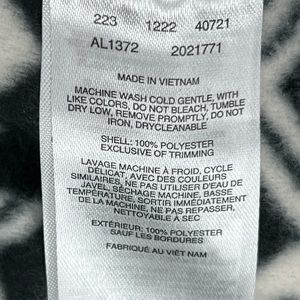 223 1222 40721
AL1372 2021771
MADE IN VIETNAM
MACHINE WASH COLD GENTLE, WITH
LIKE COLORS, DO NOT BLEACH, TUMBLE
DRY LOW, REMOVE PROMPTLY, DO NOT
IRON, DRYCLEANABLE
SHELL: 100% POLYESTER
EXCLUSIVE OF TRIMMING
LAVAGE MACHINE À FROID, CYCLE
DÉLICAT, AVEC DES COULEURS
SIMILAIRES, NE PAS UTILISER D'EAU DE
JAVEL, SÉCHAGE MACHINE, BASSE
TEMPÉRATURE, SORTIR IMMÉDIATEMENT
DE LA MACHINE, NE PAS REPASSER,
NETTOYABLE À SEC
EXTÉRIEUR: 100% POLYESTER
SAUF LES BORDURES
FABRIQUÉ AU VIÊT NAM